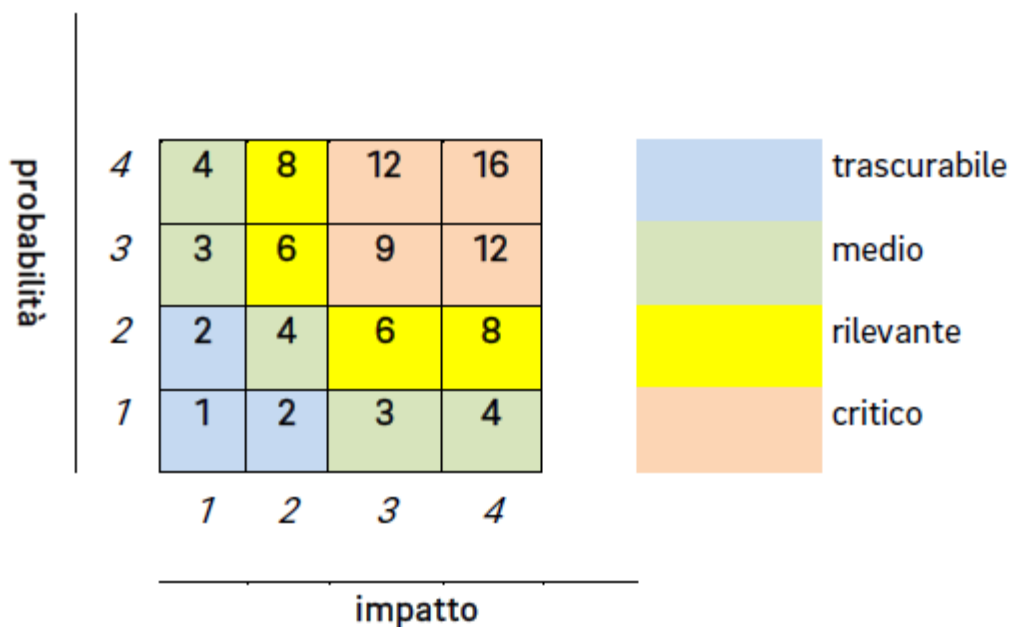 probabilità
4 4 8 12 16 trascurabile
3 3 6 9 12 medio
2 2 4 6 8 rilevante
1 1 2 3 4 critico
1 2 3 4
impatto